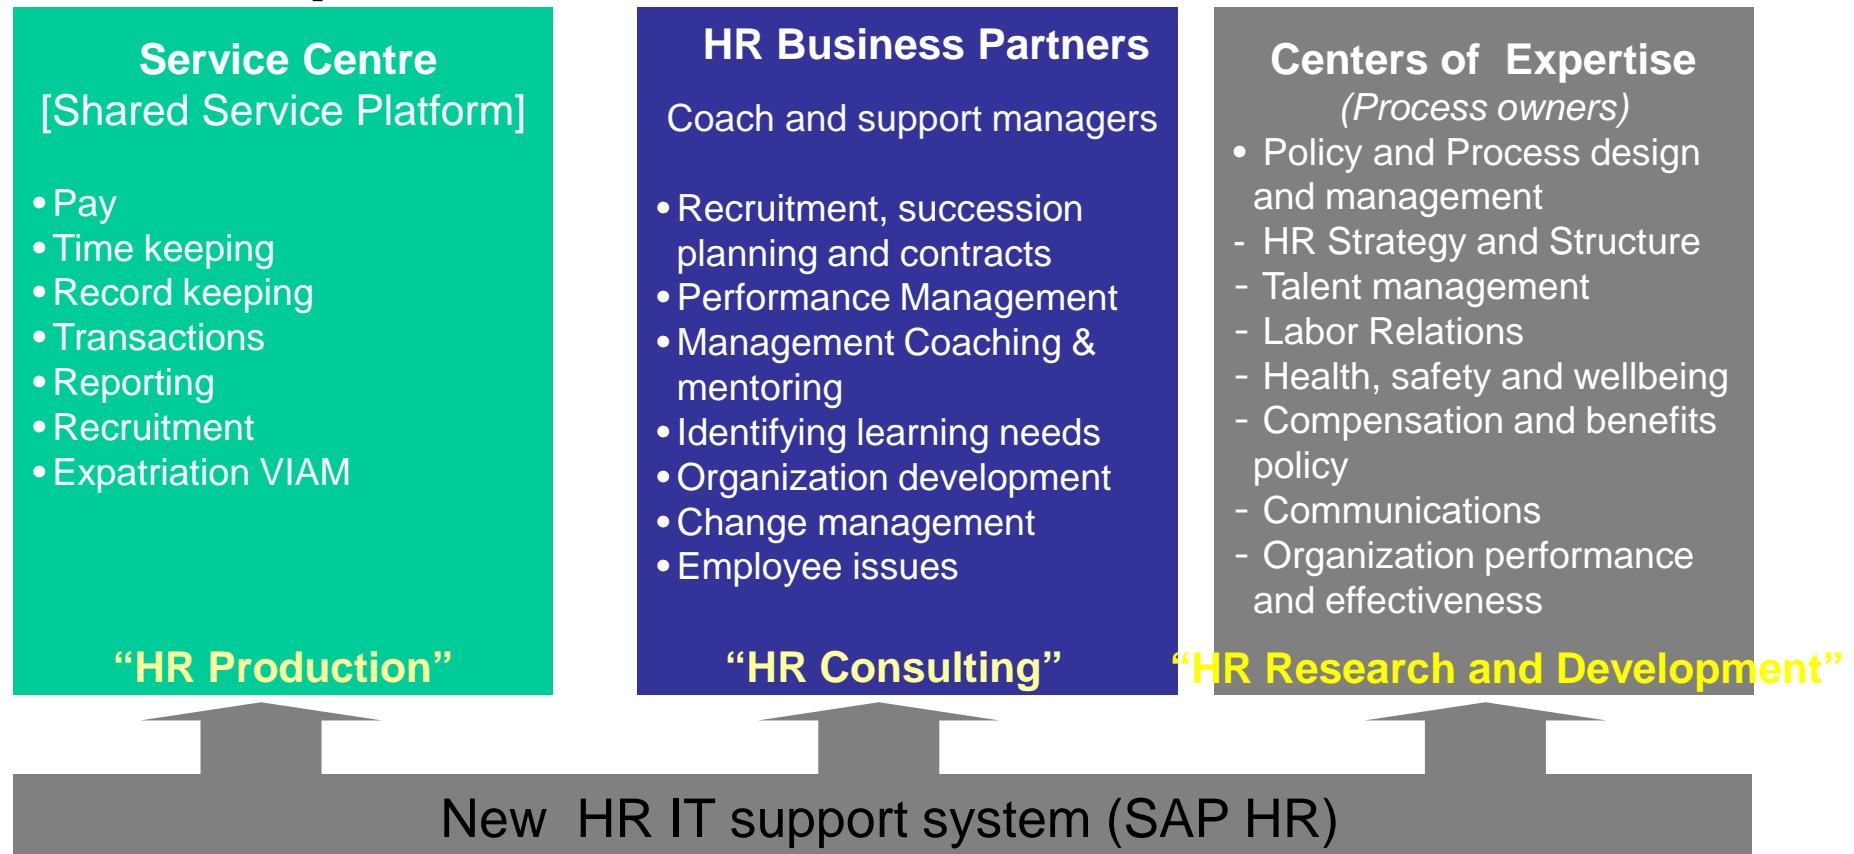 Service Centre
[Shared Service Platform]
•Pay
•Time keeping
•Record keeping
•Transactions
•Reporting
•Recruitment
•Expatriation VIAM
“HR Production”
HR Business Partners
Coach and support managers
•Recruitment, succession
planning and contracts
•Performance Management
•Management Coaching &
mentoring
•Identifying learning needs
•Organization development
•Change management
•Employee issues
“HR Consulting”
Centers of Expertise
(Process owners)
• Policy and Process design
and management
- HR Strategy and Structure
- Talent management
- Labor Relations
- Health, safety and wellbeing
- Compensation and benefits
policy
- Communications
- Organization performance
and effectiveness
“HR Research and Development”
New HR IT support system (SAP HR)